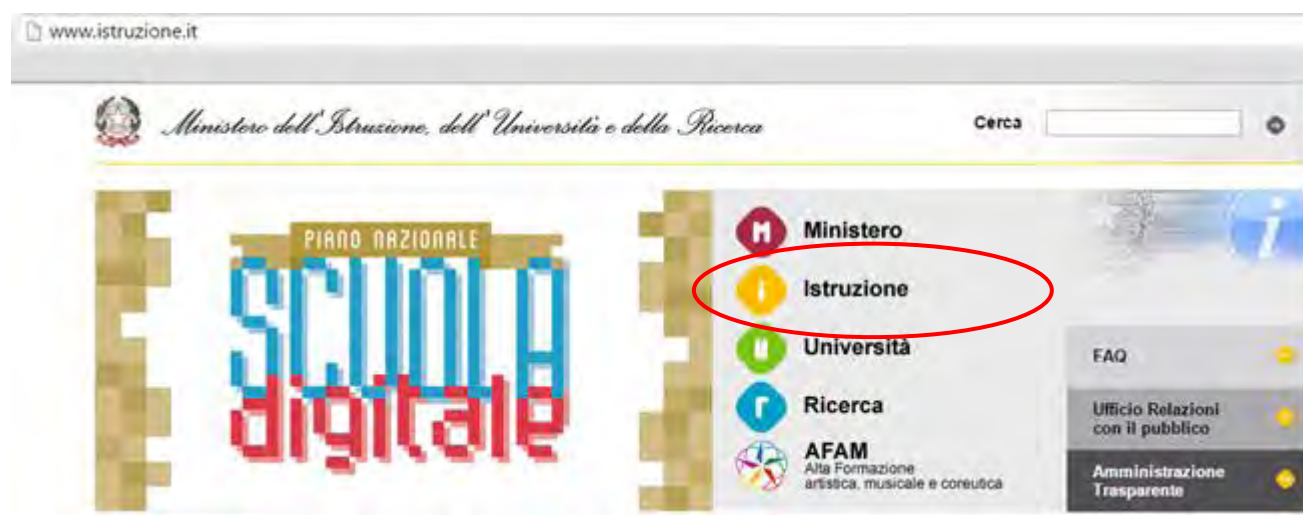 www.istruzione.it
Ministero dell'Istruzione, dell'Università e della Ricerca
Cerca
PIANO NAZIONALE
SCUOLA
digitale
Ministero
Istruzione
Università
Ricerca
AFAM
Alta Formazione
artistica, musicale e coreutica
FAQ
Ufficio Relazioni
con il pubblico
Amministrazione
Trasparente